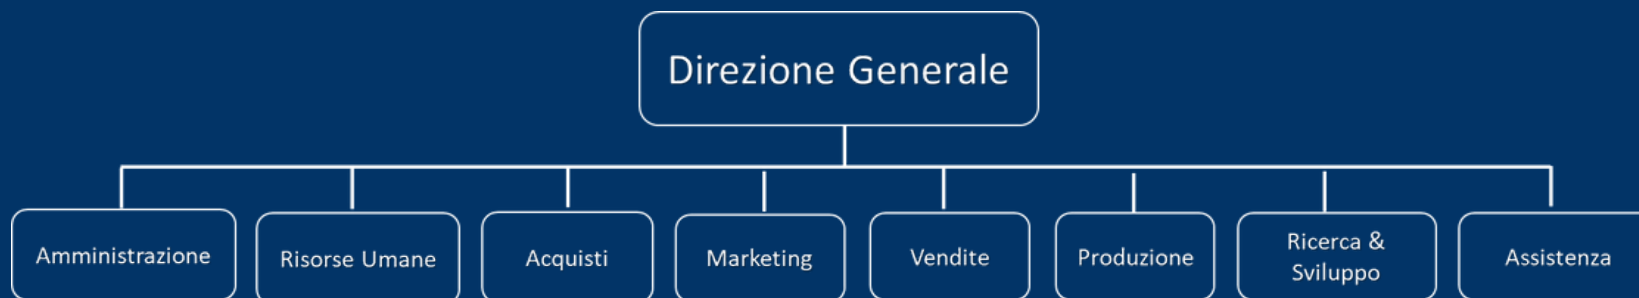 Direzione Generale
Amministrazione
Risorse Umane
Acquisti
Marketing
Vendite
Produzione
Ricerca &
Sviluppo
Assistenza